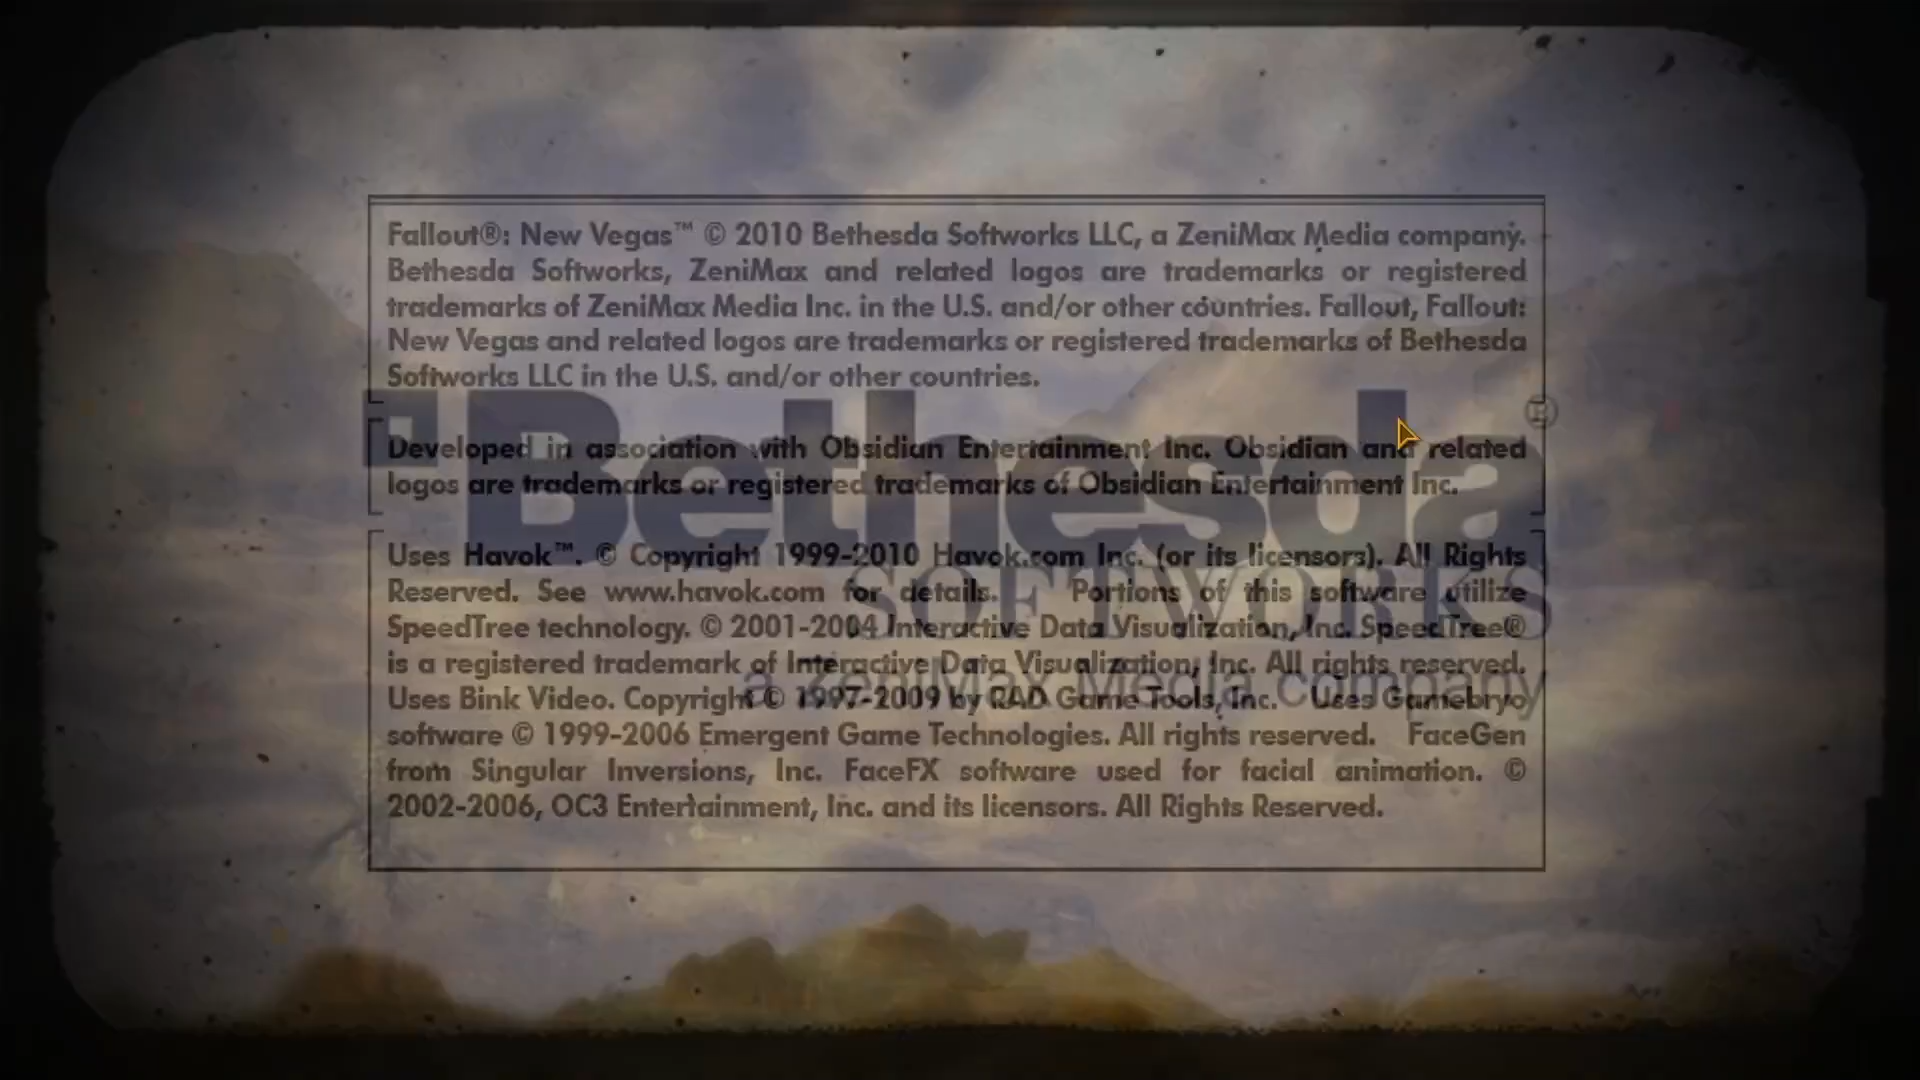 Fallout®: New Vegas™ © 2010 Bethesda Softworks LLC, a ZeniMax Media company.
Bethesda Softworks, ZeniMax and related logos are trademarks or registered
trademarks of ZeniMax Media Inc. in the U.S. and/or other countries. Fallout, Fallout:
New Vegas and related logos are trademarks or registered trademarks of Bethesda
Softworks LLC in the U.S. and/or other countries.
Bethesda®
Developed in association with Obsidian Entertainment Inc. Obsidian and related
logos are trademarks or registered trademarks of Obsidian Entertainment Inc.
Uses Havok™. © Copyright 1999-2010 Havok.com Inc. (or its licensors). All Rights
Reserved. See www.havok.com for details. Portions of this software utilize
SOFTWORKS
SpeedTree technology. © 2001-2004 Interactive Data Visualization, Inc. SpeedTree®
is a registered trademark of Interactive Data Visualization, Inc. All rights reserved.
a ZeniMax Media company
Uses Bink Video. Copyright © 1997-2009 by RAD Game Tools, Inc. Uses Gamebryo
software © 1999-2006 Emergent Game Technologies. All rights reserved. FaceGen
from Singular Inversions, Inc. FaceFX software used for facial animation. ©
2002-2006, OC3 Entertainment, Inc. and its licensors. All Rights Reserved.